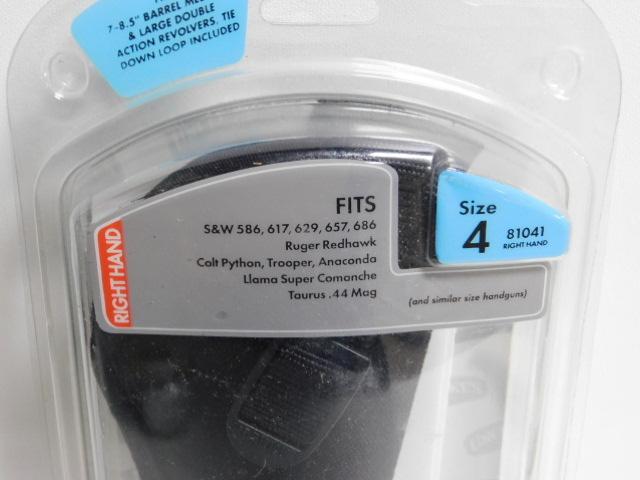 7-8.5" BARREL
& LARGE DOUBLE
ACTION REVOLVERS. TIE
DOWN LOOP INCLUDED
FITS
S&W 586, 617, 629, 657, 686
Ruger Redhawk
Colt Python, Trooper, Anaconda
Llama Super Comanche
Taurus .44 Mag
(and similar size handguns)
RIGHT HAND
Size
4 81041
RIGHT HAND